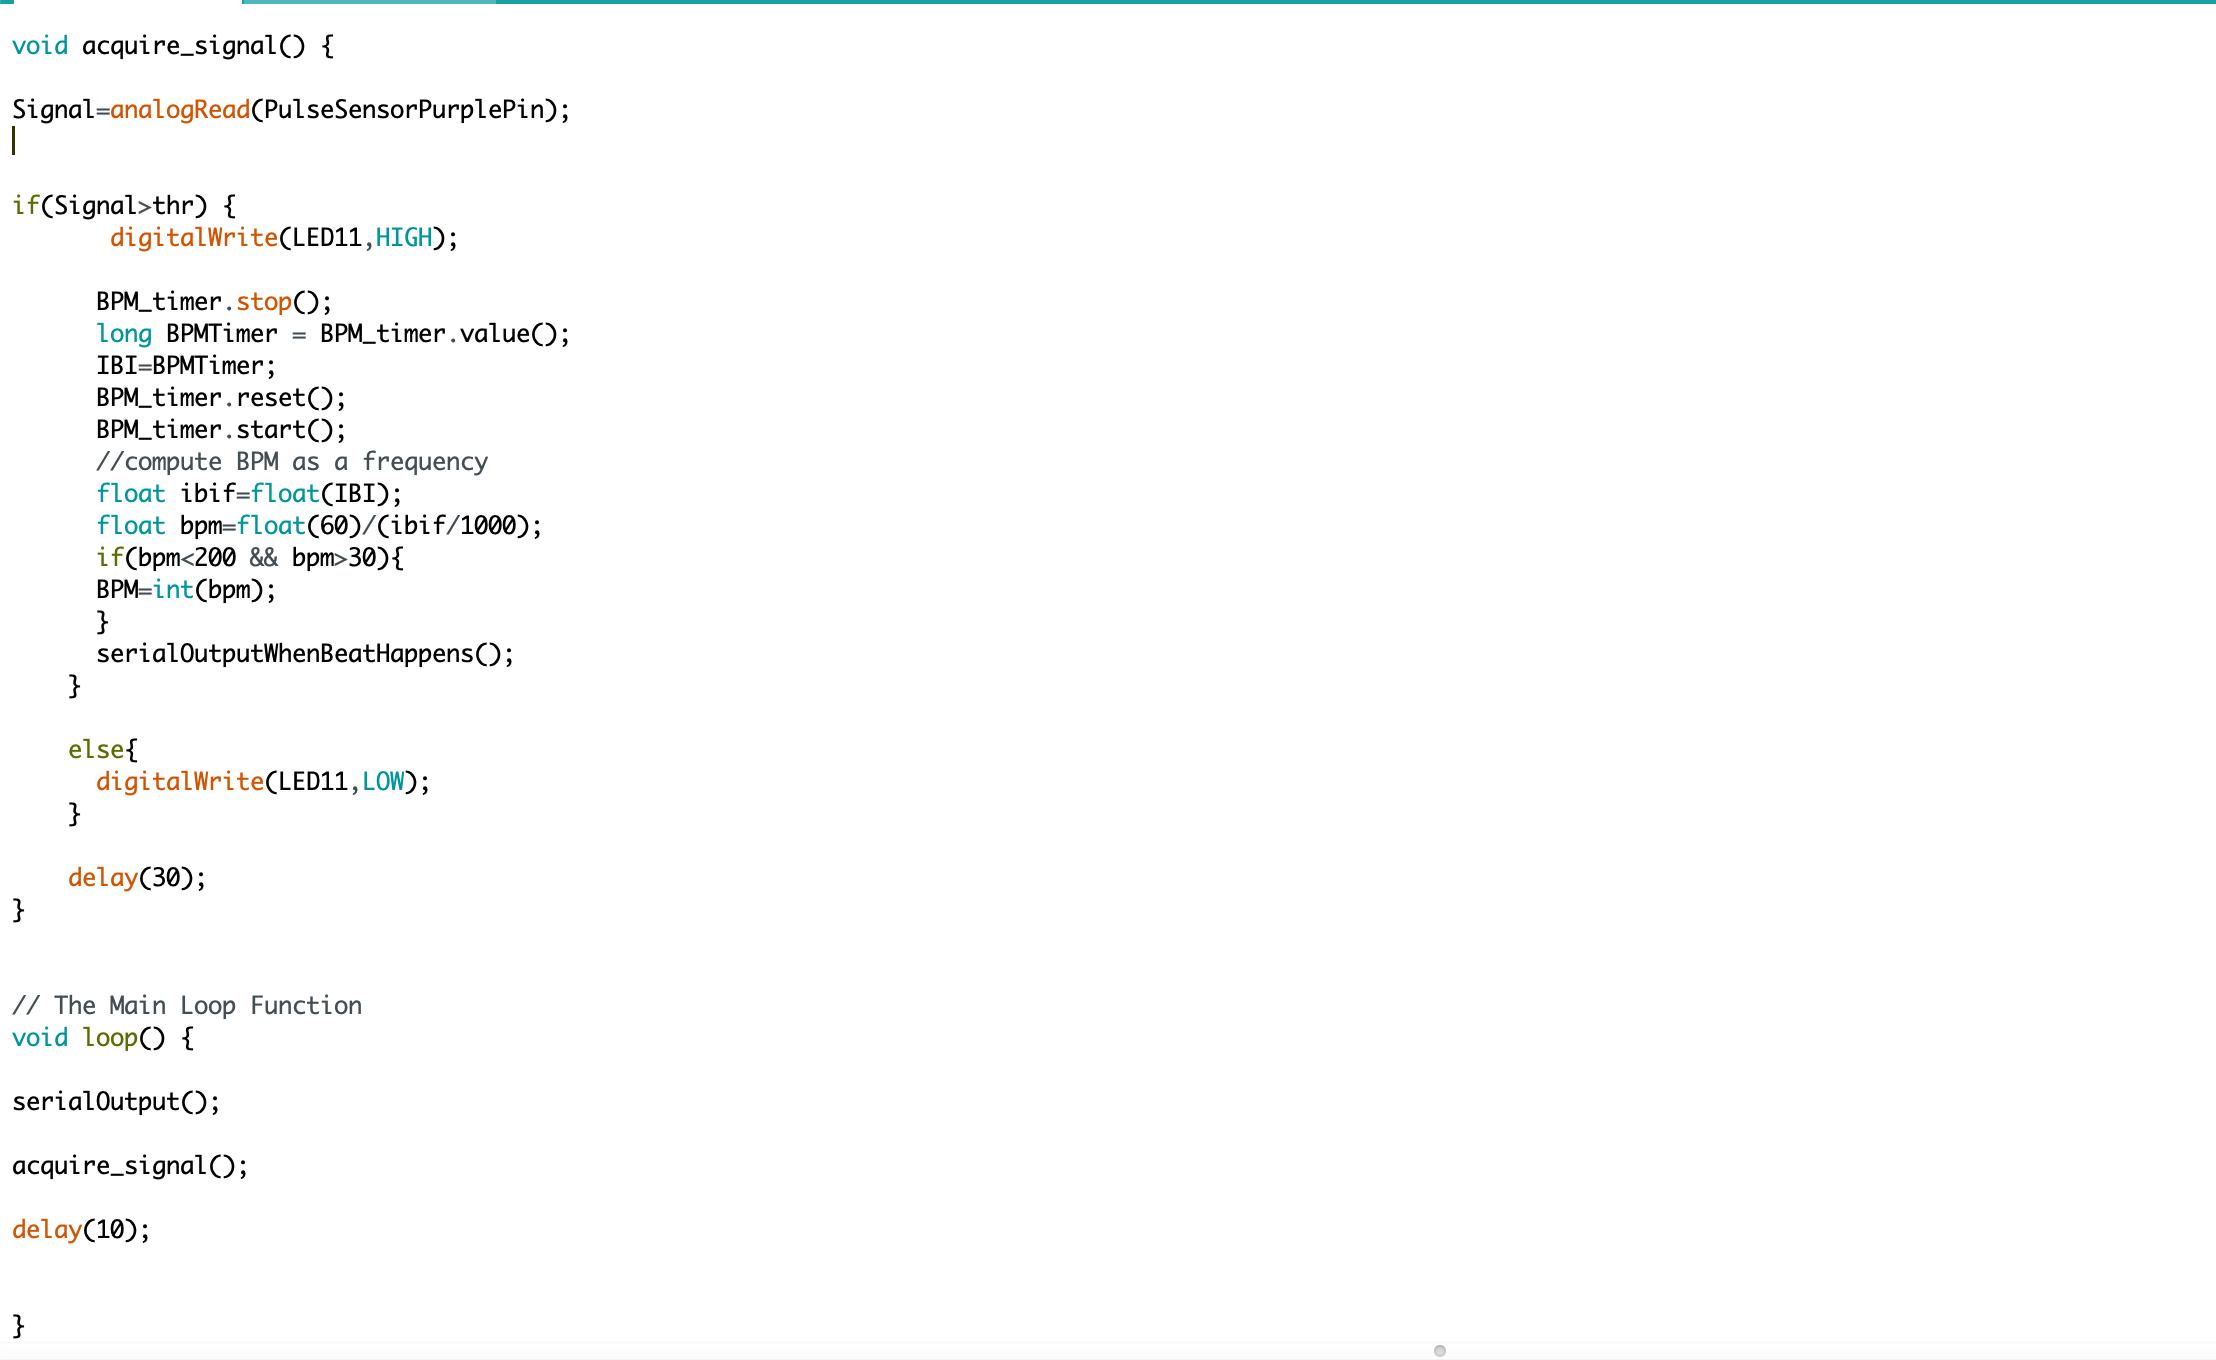 void acquire_signal() {
Signal=analogRead(PulseSensorPurplePin);
if(Signal>thr) {
digitalWrite(LED11,HIGH);
BPM_timer.stop();
long BPMTimer = BPM_timer.value();
IBI=BPMTimer;
BPM_timer.reset();
BPM_timer.start();
//compute BPM as a frequency
float ibif=float(IBI);
float bpm=float(60)/(ibif/1000);
if(bpm<200 && bpm>30){
BPM=int(bpm);
}
serialOutputWhenBeatHappens();
}
else{
digitalWrite(LED11,LOW);
}
delay(30);
}
// The Main Loop Function
void loop() {
serialOutput();
acquire_signal();
delay(10);
}